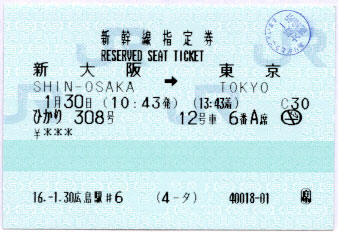 新幹線指定券
RESERVED SEAT TICKET
新大阪 → 東京
SHIN-OSAKA TOKYO
1月30日 (10:43発) (13:43着) C30
ひかり 308号 12号車 6番A席
￥***
16.-1.30広島駅#6 (4-タ) 40018-01